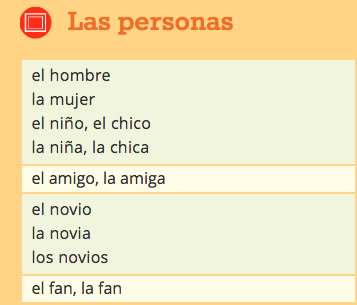 Las personas
el hombre
la mujer
el niño, el chico
la niña, la chica
el amigo, la amiga
el novio
la novia
los novios
el fan, la fan